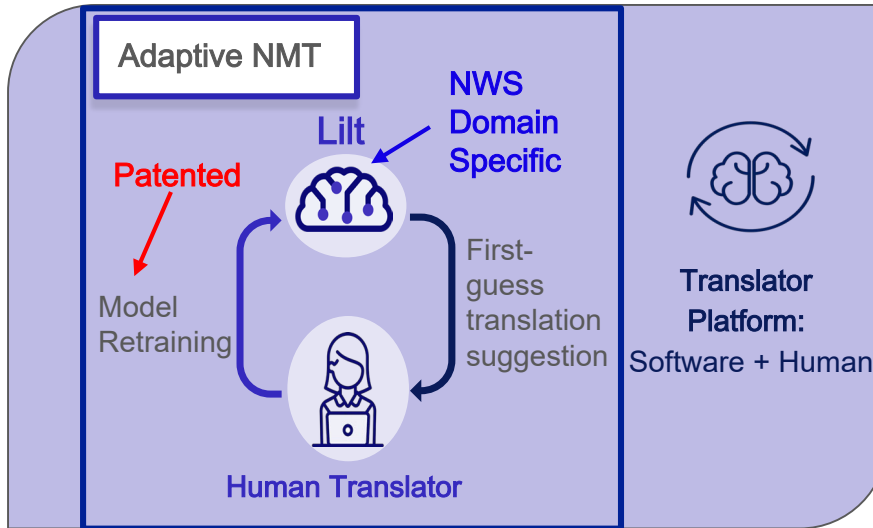 Adaptive NMT
NWS
Domain
Specific
Lilt
Patented
First-
guess
translation
suggestion
Model
Retraining
Human Translator
Translator
Platform:
Software + Human